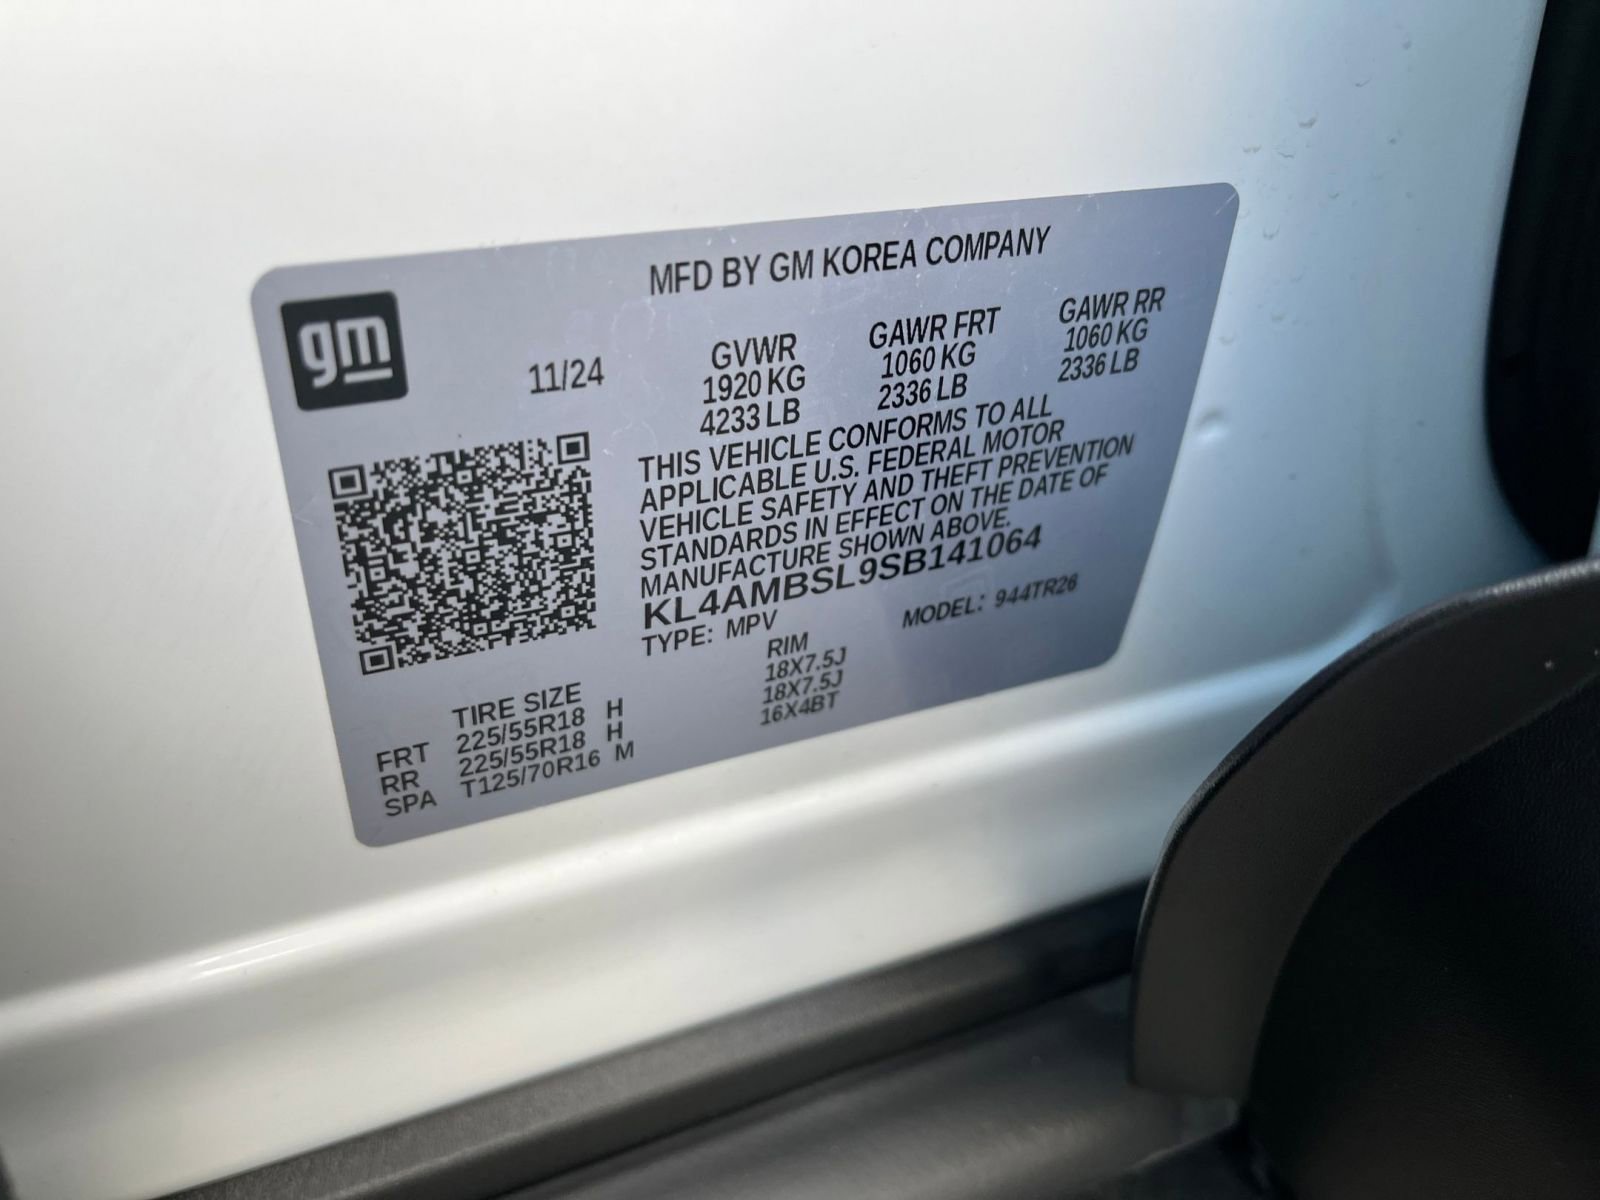 MFD BY GM KOREA COMPANY
gm
11/24
GVWR
1920 KG
4233 LB
GAWR FRT
1060 KG
2336 LB
GAWR RR
1060 KG
2336 LB
THIS VEHICLE CONFORMS TO ALL
APPLICABLE U.S. FEDERAL MOTOR
VEHICLE SAFETY AND THEFT PREVENTION
STANDARDS IN EFFECT ON THE DATE OF
MANUFACTURE SHOWN ABOVE.
KL4AMBSL9SB141064
TYPE: MPV MODEL: 944TR26
TIRE SIZE RIM
FRT 225/55R18 H 18X7.5J
RR 225/55R18 H 18X7.5J
SPA T125/70R16 M 16X4BT